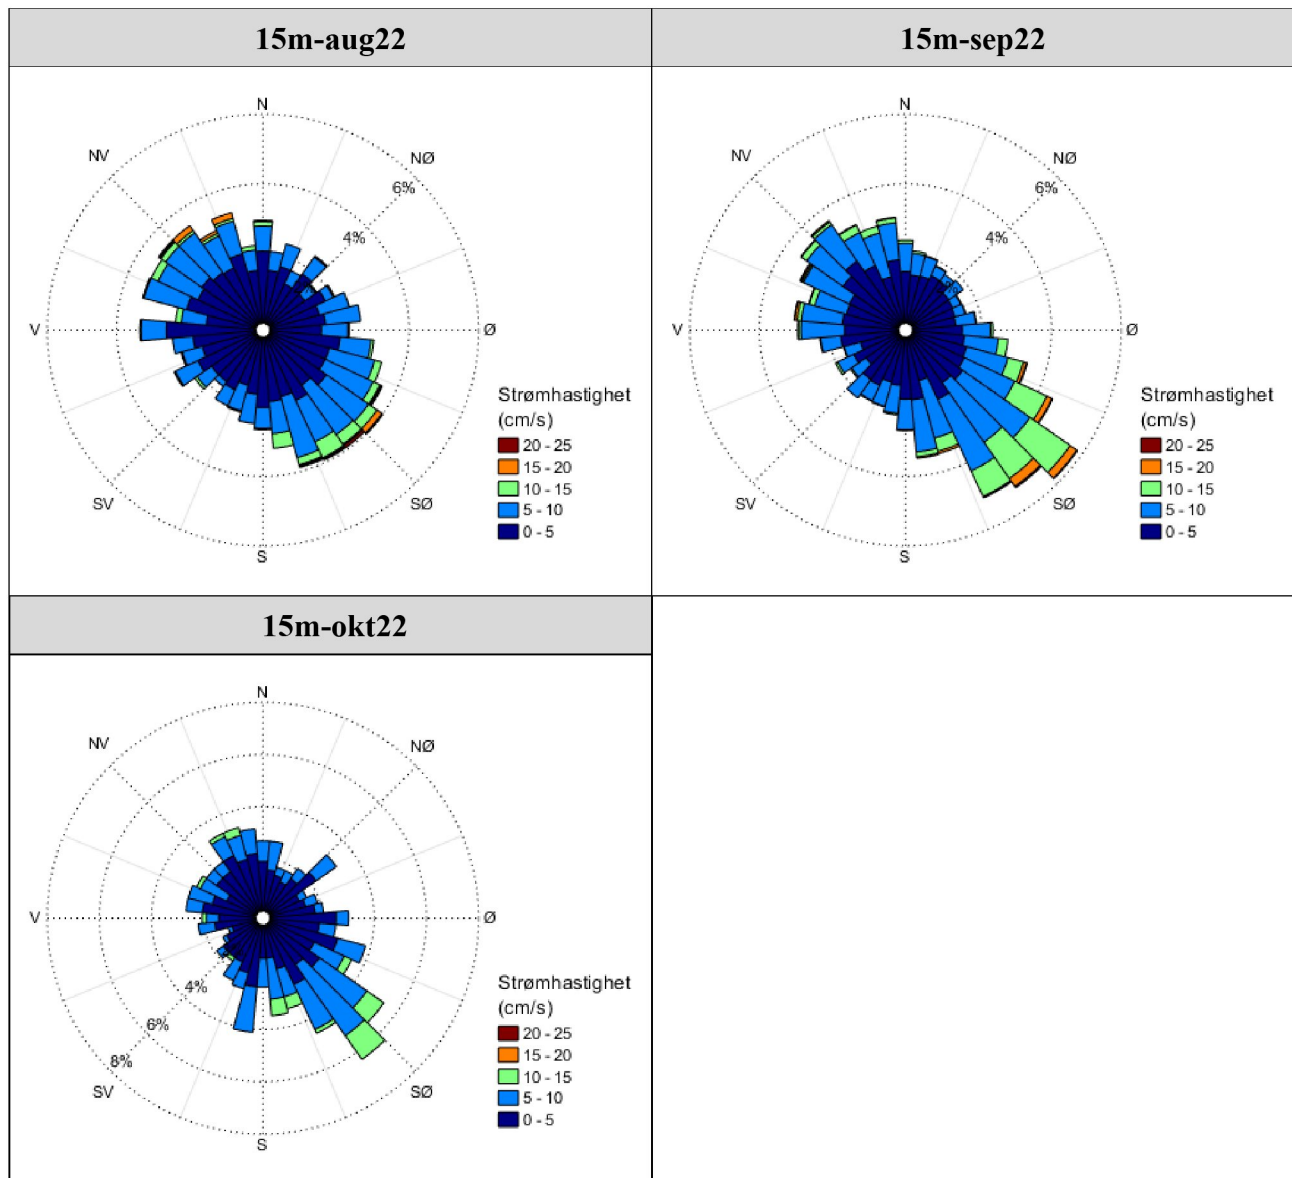 15m-aug22
N
NV
NØ
6%
4%
V
Ø
SV
SØ
S
Strømhastighet
(cm/s)
20 - 25
15 - 20
10 - 15
5 - 10
0 - 5
15m-sep22
N
NV
NØ
6%
4%
V
Ø
SV
SØ
S
Strømhastighet
(cm/s)
20 - 25
15 - 20
10 - 15
5 - 10
0 - 5
15m-okt22
N
NV
NØ
V
Ø
4%
6%
8%
SV
SØ
S
Strømhastighet
(cm/s)
20 - 25
15 - 20
10 - 15
5 - 10
0 - 5